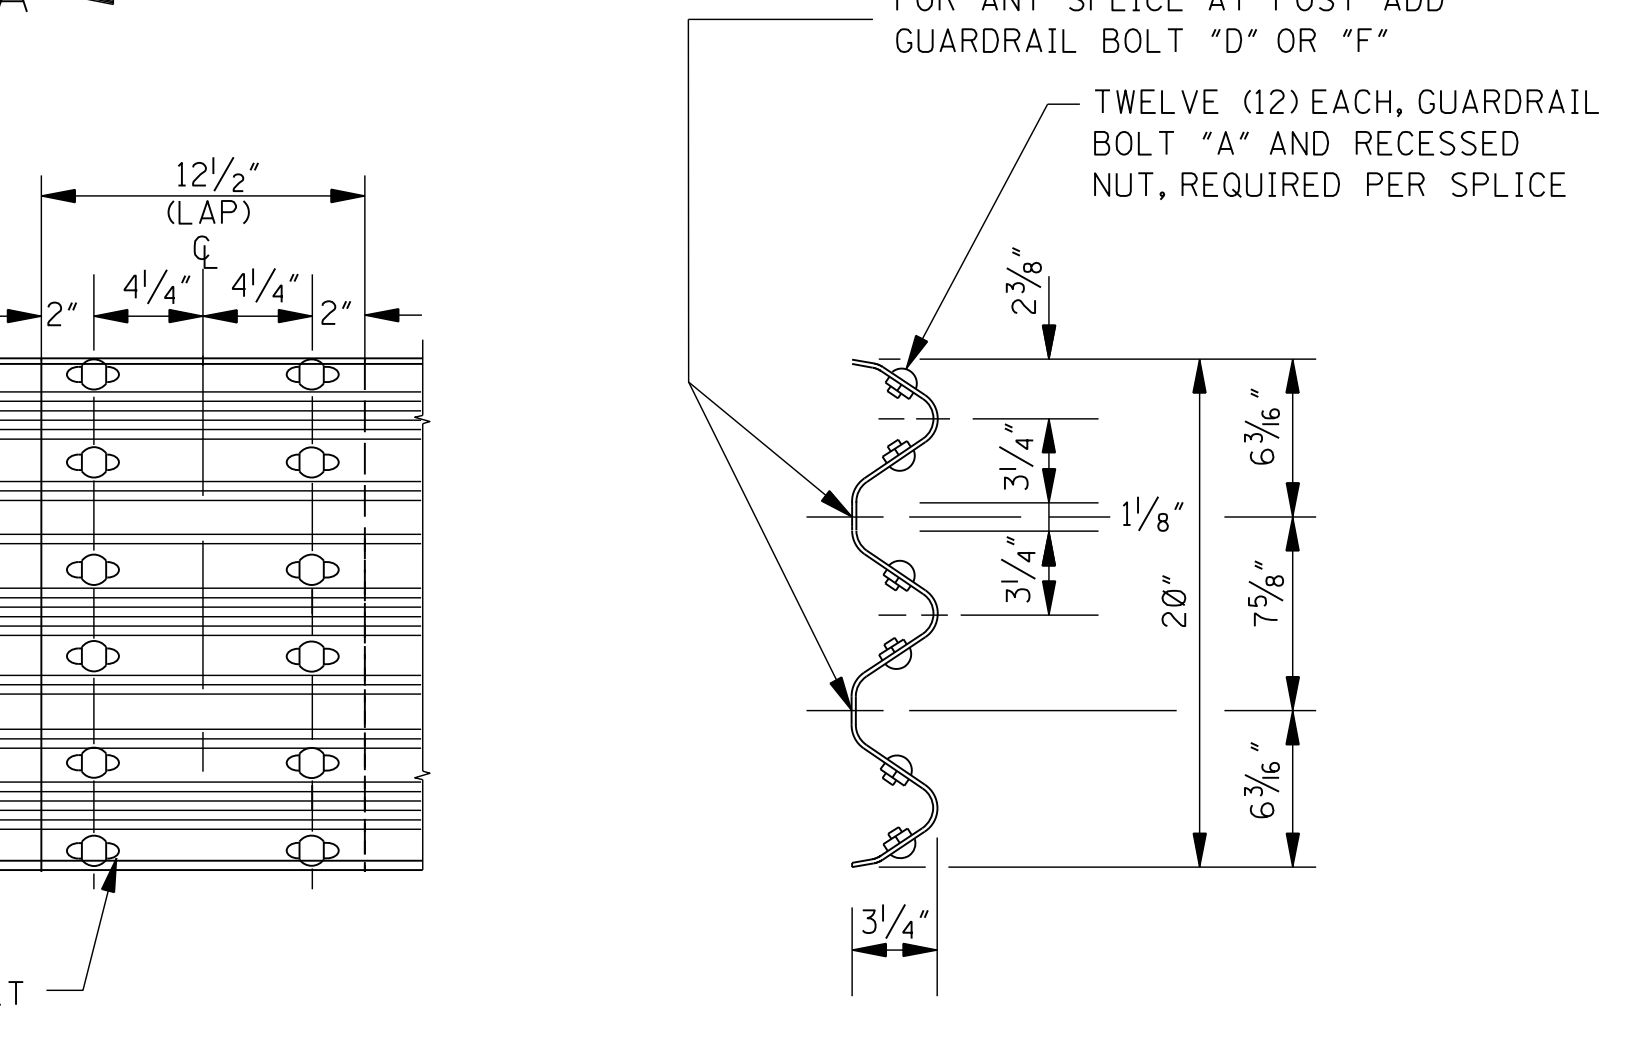 FOR ANY SPLICE AT POST ADD
GUARDRAIL BOLT "D" OR "F"
TWELVE (12) EACH, GUARDRAIL
BOLT "A" AND RECESSED
NUT, REQUIRED PER SPLICE
12 1/2"
(LAP)
CL
2"
4 1/4"
4 1/4"
2"
2 3/8"
3 1/4"
1 1/8"
3 1/4"
20"
6 3/16"
7 5/8"
6 3/16"
3 1/4"
LT